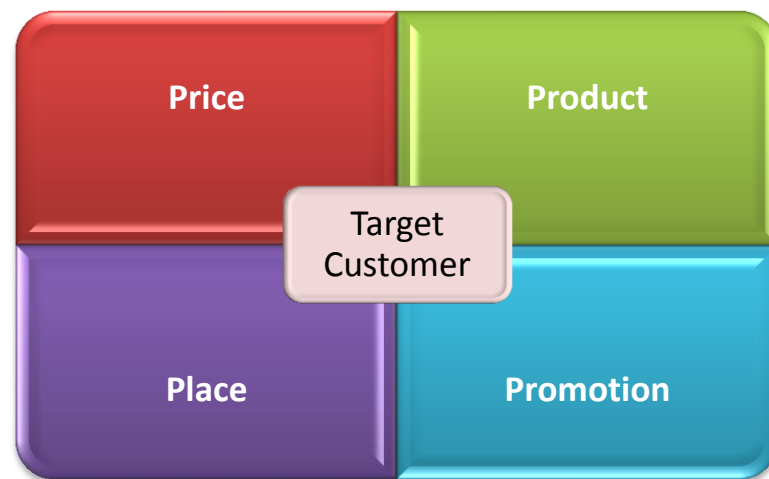 Price
Product
Target
Customer
Place
Promotion